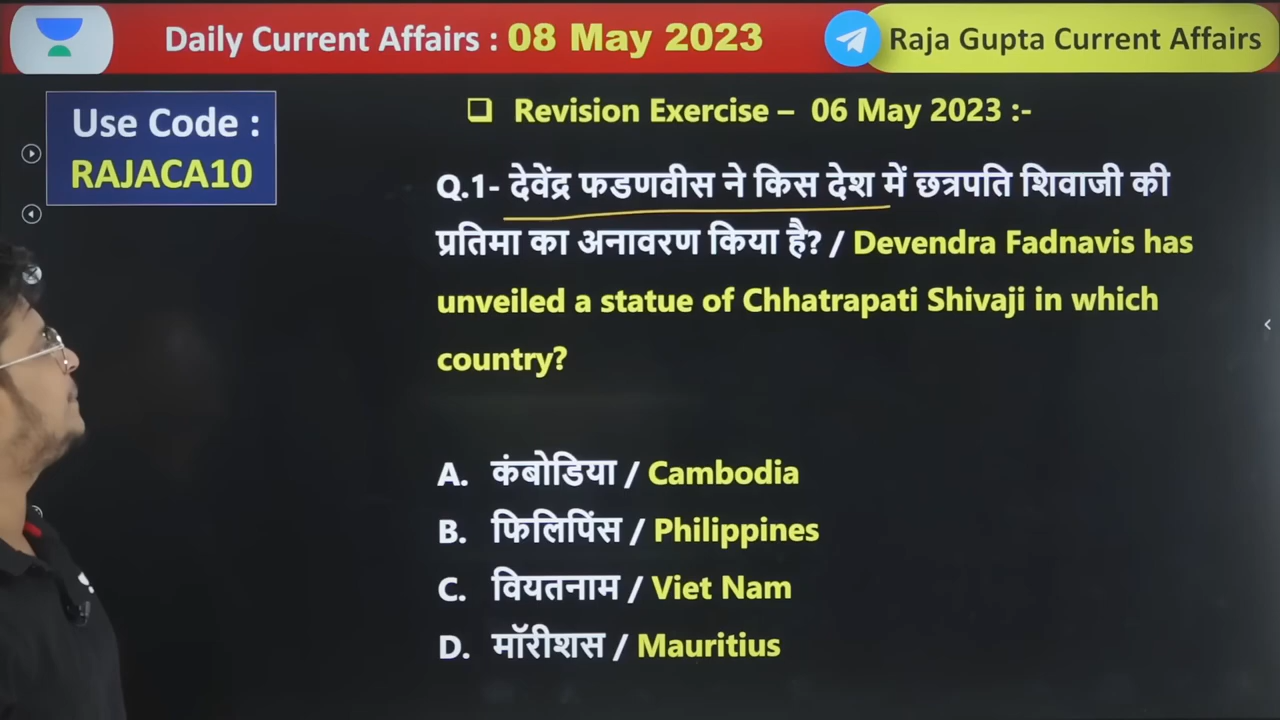 Daily Current Affairs : 08 May 2023
Raja Gupta Current Affairs
Use Code :
RAJACA10
❑ Revision Exercise – 06 May 2023 :-
Q.1- देवेंद्र फडणवीस ने किस देश में छत्रपति शिवाजी की
प्रतिमा का अनावरण किया है? / Devendra Fadnavis has
unveiled a statue of Chhatrapati Shivaji in which
country?
A. कंबोडिया / Cambodia
B. फिलिपिंस / Philippines
C. वियतनाम / Viet Nam
D. मॉरीशस / Mauritius